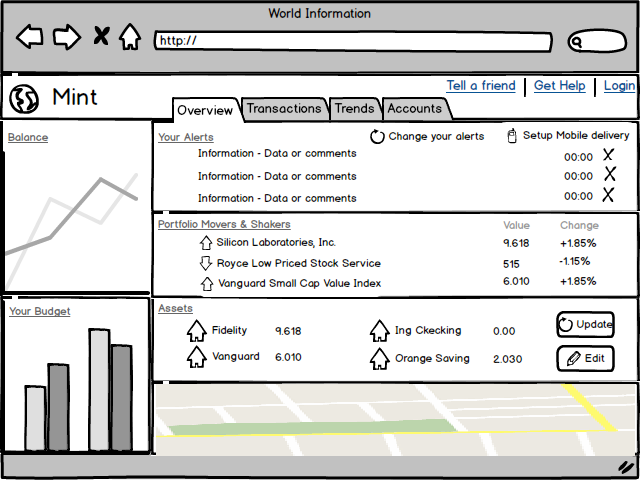 World Information
http://
Tell a friend
Get Help
Login
Mint
Overview
Transactions
Trends
Accounts
Balance
Your Alerts
Change your alerts
Setup Mobile delivery
Information - Data or comments
00:00
Information - Data or comments
00:00
Information - Data or comments
00:00
Portfolio Movers & Shakers
Value
Change
Silicon Laboratories, Inc.
9.618
+1.85%
Royce Low Priced Stock Service
515
-1.15%
Vanguard Small Cap Value Index
6.010
+1.85%
Your Budget
Assets
Fidelity
9.618
Ing Ckecking
0.00
Update
Vanguard
6.010
Orange Saving
2.030
Edit